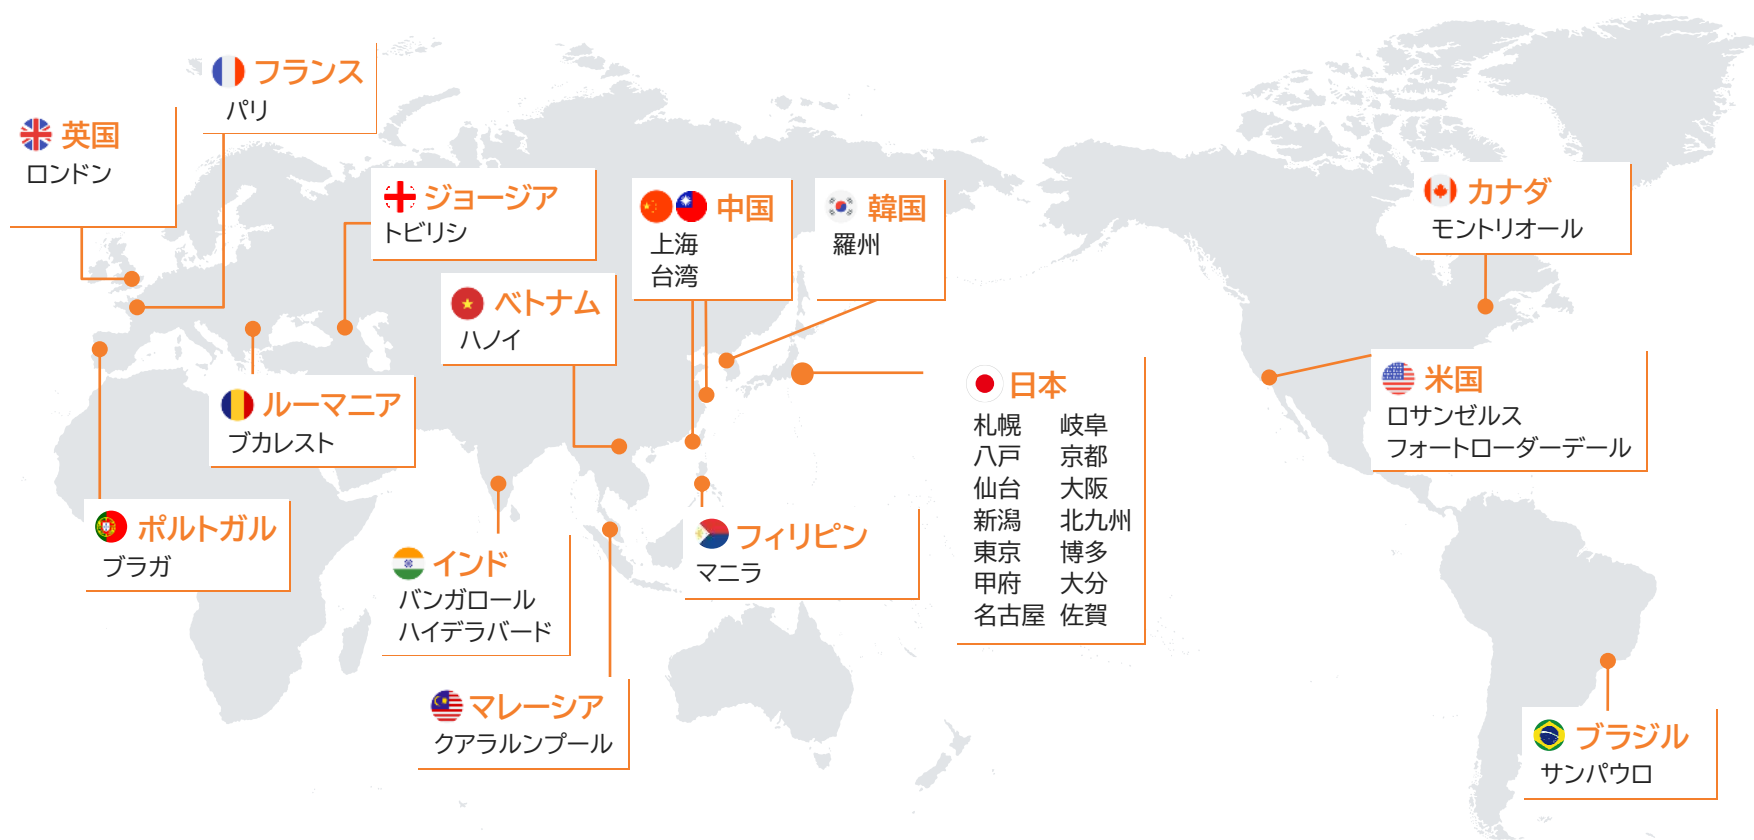 フランス
パリ
英国
ロンドン
ジョージア
トビリシ
中国
上海
台湾
韓国
羅州
カナダ
モントリオール
ベトナム
ハノイ
ルーマニア
ブカレスト
日本
札幌 岐阜
八戸 京都
仙台 大阪
新潟 北九州
東京 博多
甲府 大分
名古屋 佐賀
米国
ロサンゼルス
フォートローダーデール
ポルトガル
ブラガ
インド
バンガロール
ハイデラバード
フィリピン
マニラ
マレーシア
クアラルンプール
ブラジル
サンパウロ